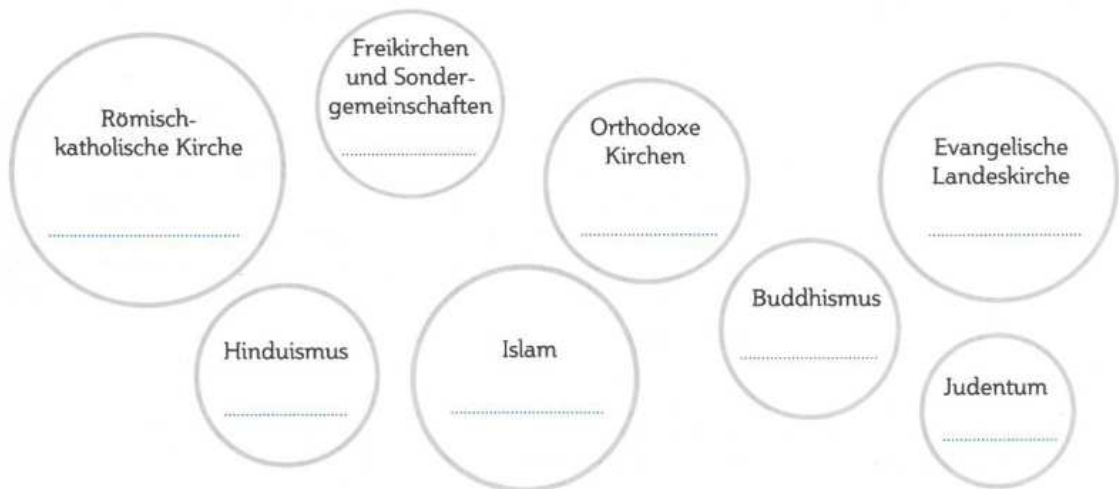 Römisch-
katholische Kirche
Freikirchen
und Sonder-
gemeinschaften
Orthodoxe
Kirchen
Evangelische
Landeskirche
Hinduismus
Islam
Buddhismus
Judentum